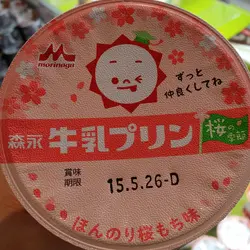 morinaga
ずっと
仲良くしてね
森永 牛乳プリン
桜の季節
賞味
期限
15.5.26-D
ほんのり桜もち味